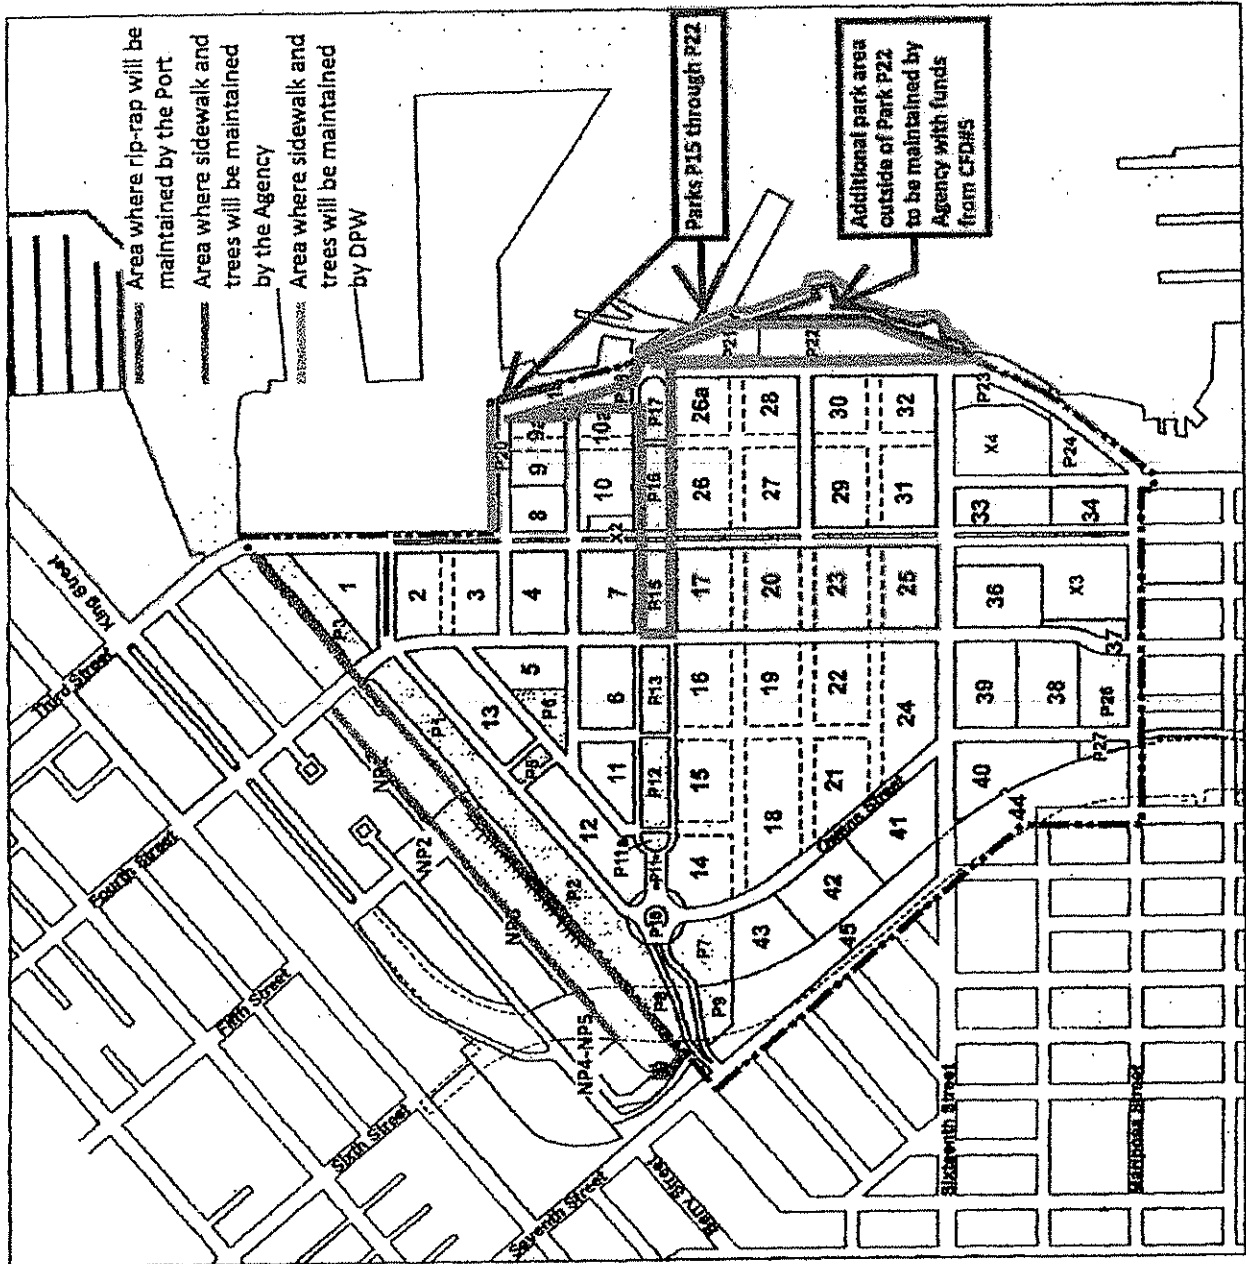 Area where rip-rap will be
maintained by the Port
Area where sidewalk and
trees will be maintained
by the Agency
Area where sidewalk and
trees will be maintained
by DPW
Parks P15 through P22
Additional park area
outside of Park P22
to be maintained by
Agency with funds
from CFD#5
King Street
Third Street
Fourth Street
Fifth Street
Sixth Street
Seventh Street
Berry Street
Owens Street
Sixteenth Street
Mariposa Street
NP2
NP4-NP5
P1
P2
P3
P5
P6
P7
P8
P9
P10
P11
P11a
P12
P13
P15
P16
P17
P20
P21
P22
P23
P24
P26
P27
1
2
3
4
5
6
7
8
9
9a
10
10a
11
12
13
14
15
16
17
18
19
20
21
22
23
24
25
26
26a
27
28
29
30
31
32
33
34
36
37
38
39
40
41
42
43
44
45
X2
X3
X4